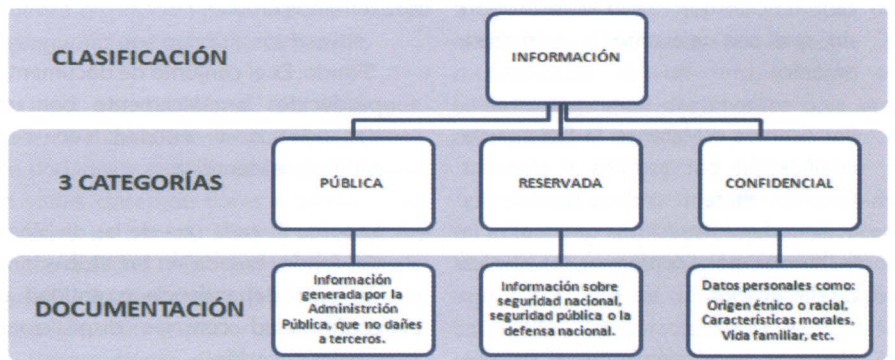 CLASIFICACIÓN
INFORMACIÓN
3 CATEGORÍAS
PÚBLICA
RESERVADA
CONFIDENCIAL
DOCUMENTACIÓN
Información
generada por la
Administrción
Pública, que no dañes
a terceros.
Información sobre
seguridad nacional,
seguridad pública o la
defensa nacional.
Datos personales como:
Origen étnico o racial,
Características morales,
Vida familiar, etc.